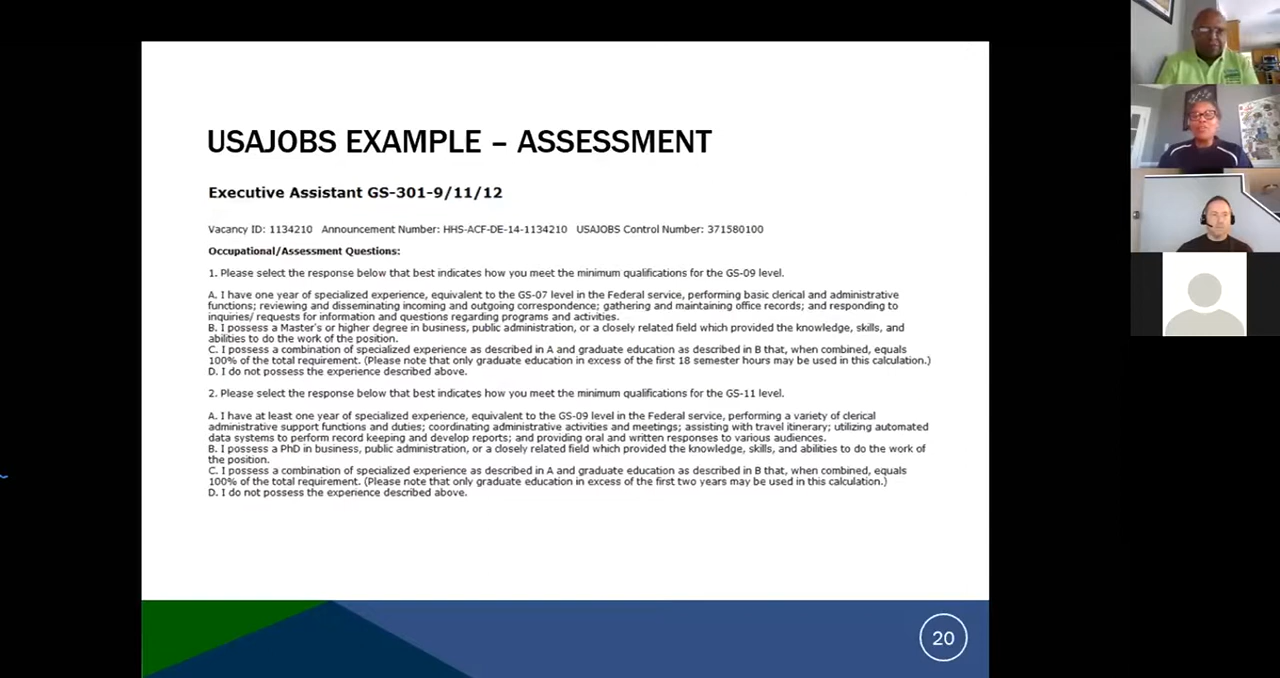 USAJOBS EXAMPLE – ASSESSMENT
Executive Assistant GS-301-9/11/12
Vacancy ID: 1134210 Announcement Number: HHS-ACF-DE-14-1134210 USAJOBS Control Number: 371580100
Occupational/Assessment Questions:
1. Please select the response below that best indicates how you meet the minimum qualifications for the GS-09 level.
A. I have one year of specialized experience, equivalent to the GS-07 level in the Federal service, performing basic clerical and administrative
functions; reviewing and disseminating incoming and outgoing correspondence; gathering and maintaining office records; and responding to
inquiries/ requests for information and questions regarding programs and activities.
B. I possess a Master's or higher degree in business, public administration, or a closely related field which provided the knowledge, skills, and
abilities to do the work of the position.
C. I possess a combination of specialized experience as described in A and graduate education as described in B that, when combined, equals
100% of the total requirement. (Please note that only graduate education in excess of the first 18 semester hours may be used in this calculation.)
D. I do not possess the experience described above.
2. Please select the response below that best indicates how you meet the minimum qualifications for the GS-11 level.
A. I have at least one year of specialized experience, equivalent to the GS-09 level in the Federal service, performing a variety of clerical
administrative support functions and duties; coordinating administrative activities and meetings; assisting with travel itinerary; utilizing automated
data systems to perform record keeping and develop reports; and providing oral and written responses to various audiences.
B. I possess a PhD in business, public administration, or a closely related field which provided the knowledge, skills, and abilities to do the work of
the position.
C. I possess a combination of specialized experience as described in A and graduate education as described in B that, when combined, equals
100% of the total requirement. (Please note that only graduate education in excess of the first two years may be used in this calculation.)
D. I do not possess the experience described above.
20